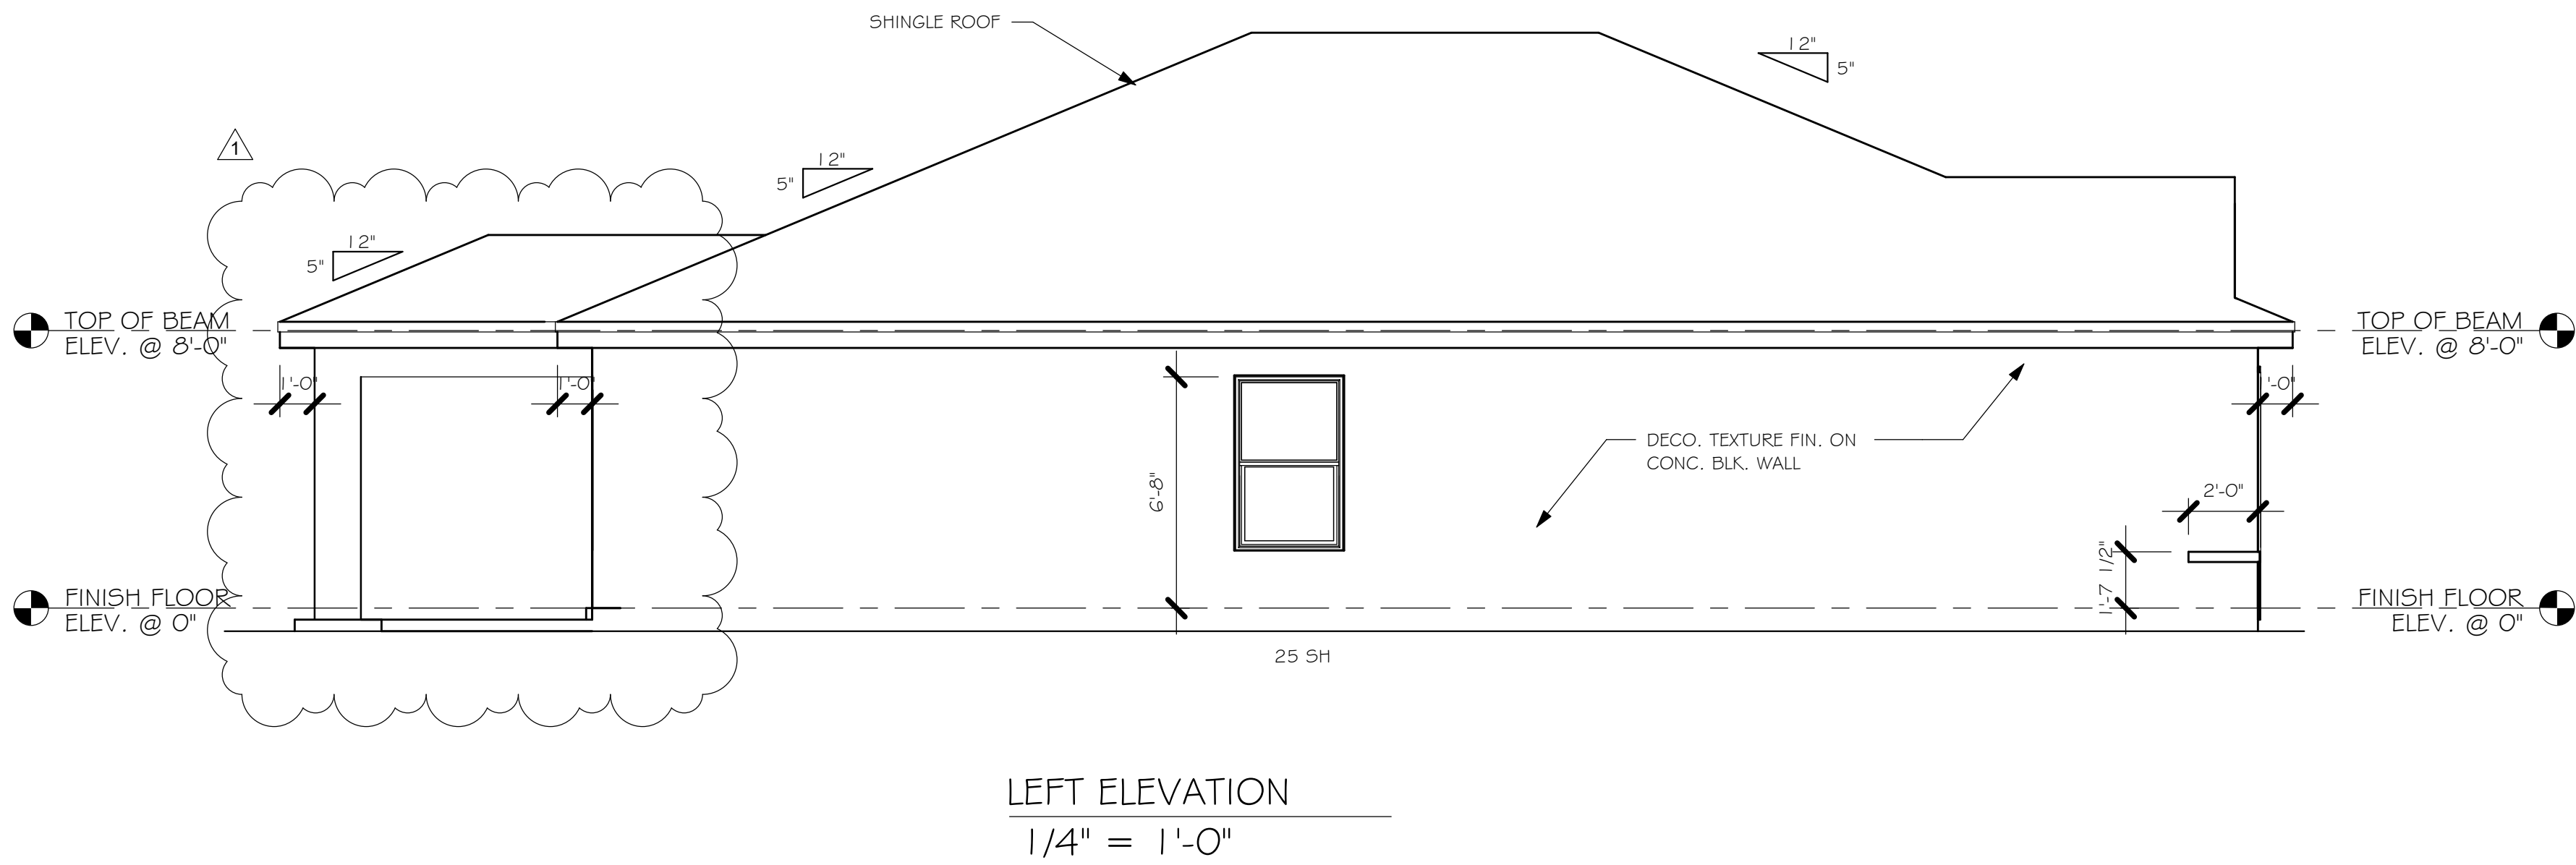 SHINGLE ROOF
12"
5"
1
12"
5"
12"
5"
TOP OF BEAM
ELEV. @ 8'-0"
TOP OF BEAM
ELEV. @ 8'-0"
1'-0"
1'-0"
'-0"
DECO. TEXTURE FIN. ON
CONC. BLK. WALL
6'-8"
2'-0"
1'-7 1/2"
FINISH FLOOR
ELEV. @ 0"
FINISH FLOOR
ELEV. @ 0"
25 SH
LEFT ELEVATION
1/4" = 1'-0"